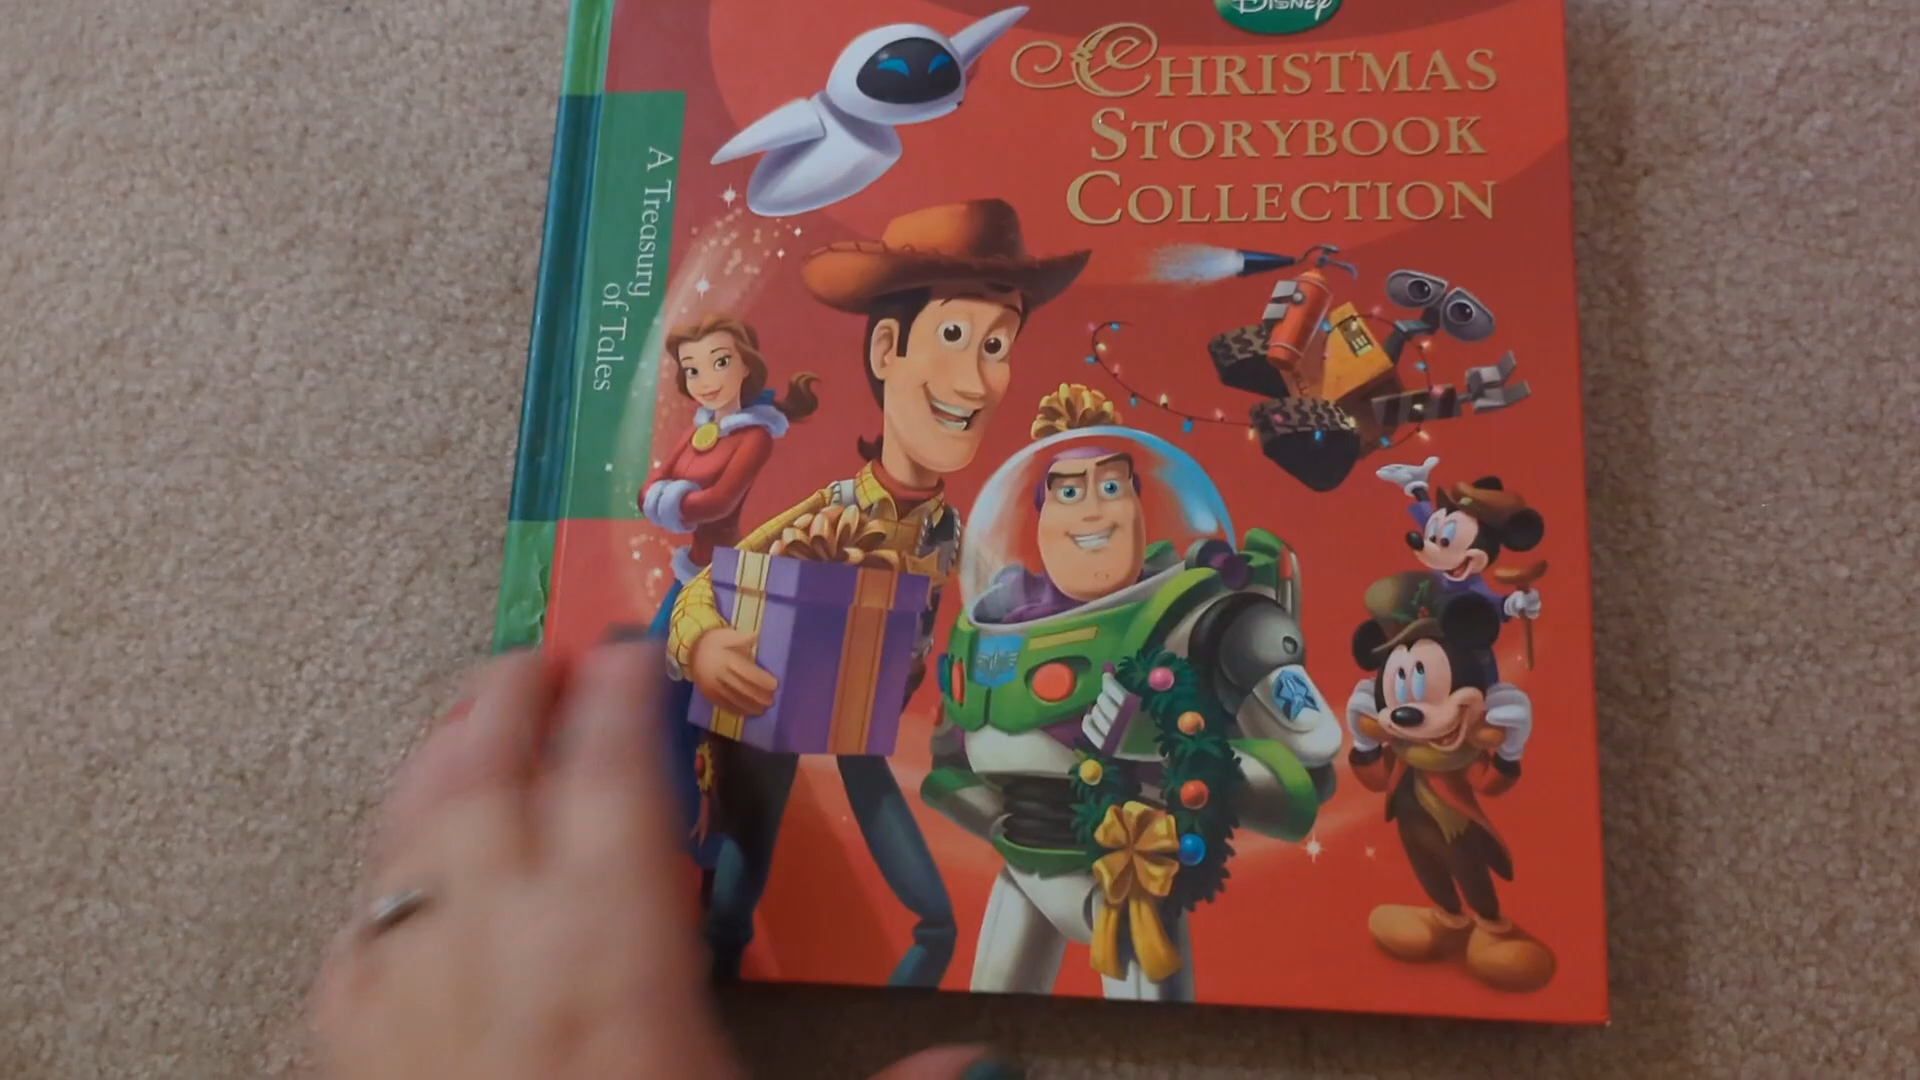 Disney
Christmas
Storybook
Collection
A Treasury
of Tales